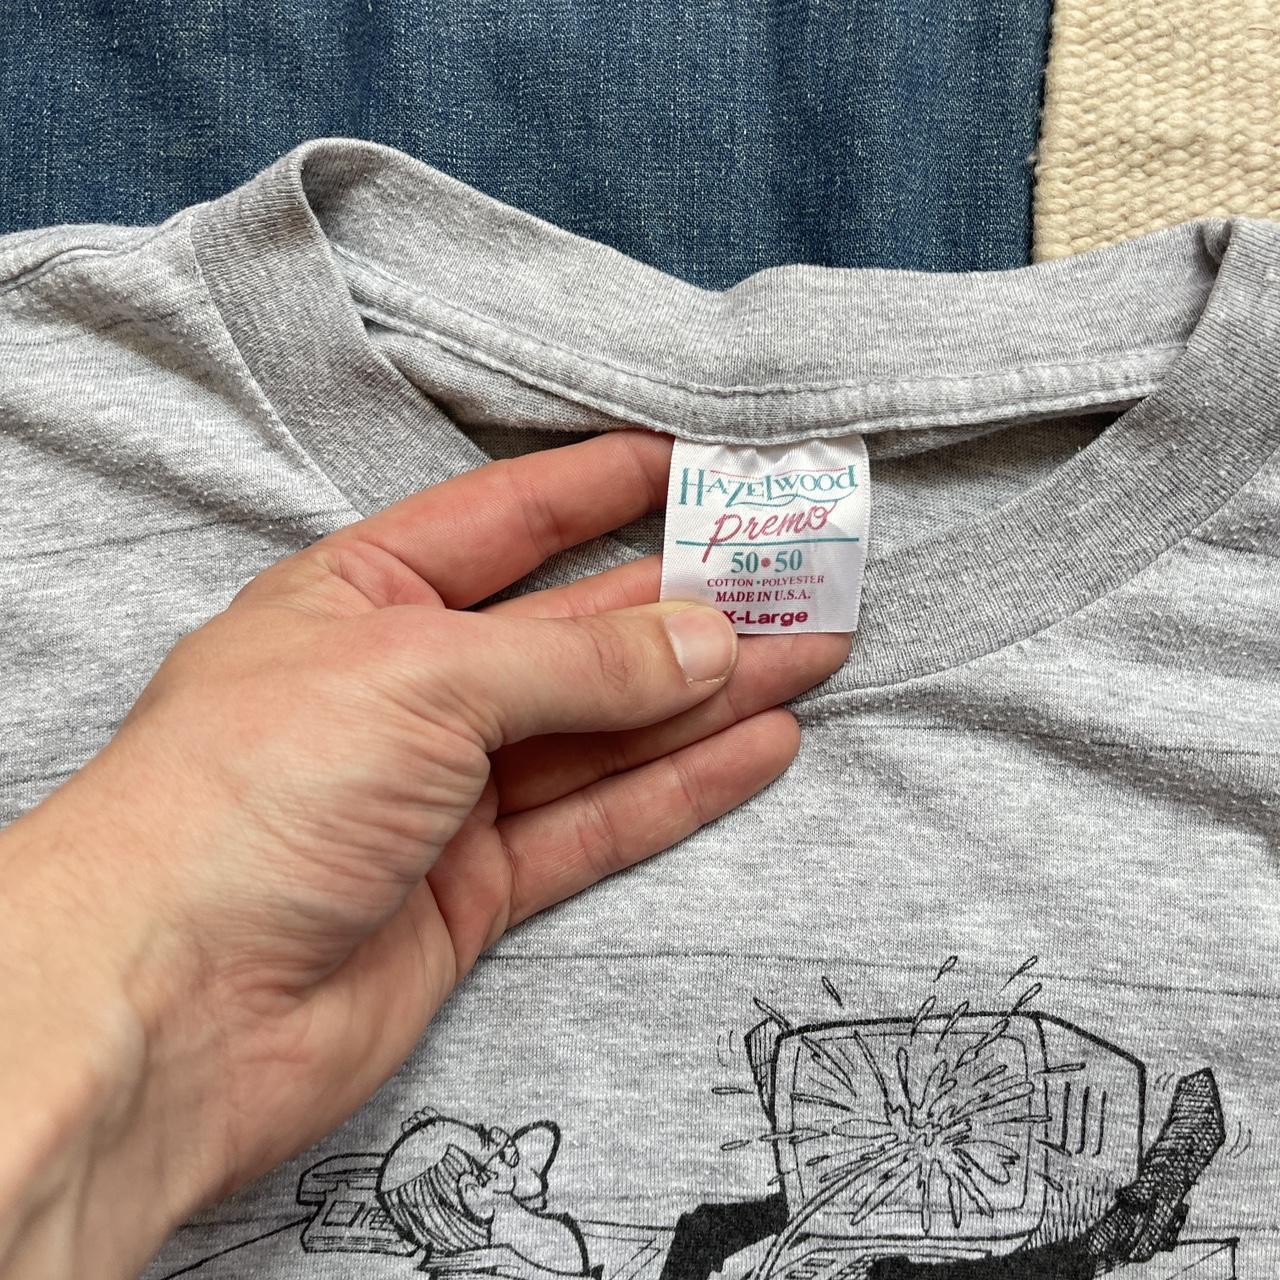 Hazelwood
Premo
50•50
COTTON•POLYESTER
MADE IN U.S.A.
X-Large